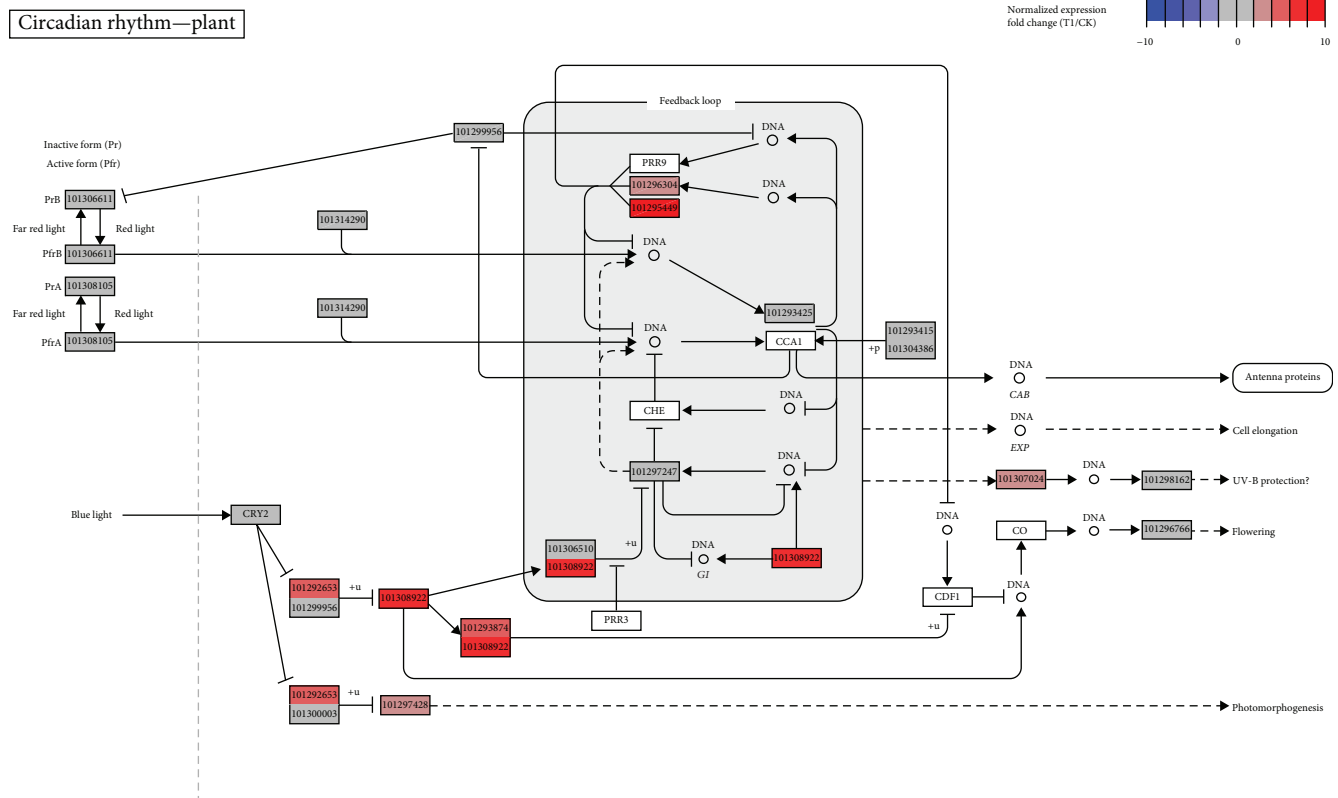 Circadian rhythm—plant
Normalized expression
fold change (T1/CK)
−10
0
10
Feedback loop
Inactive form (Pr)
Active form (Pfr)
101299956
DNA
PRR9
101296304
101295449
DNA
PrB
101306611
Far red light
Red light
PfrB
101306611
101314290
DNA
PrA
101308105
Far red light
Red light
PfrA
101308105
101314290
DNA
101293425
CCA1
101293415
101304386
+p
DNA
CAB
Antenna proteins
CHE
DNA
DNA
EXP
Cell elongation
101297247
DNA
101307024
DNA
101298162
UV-B protection?
Blue light
CRY2
DNA
CO
DNA
101296766
Flowering
101306510
101308922
+u
DNA
GI
101308922
101292653
101299956
+u
101308922
PRR3
CDF1
DNA
101293874
101308922
+u
101292653
101300003
+u
101297428
Photomorphogenesis